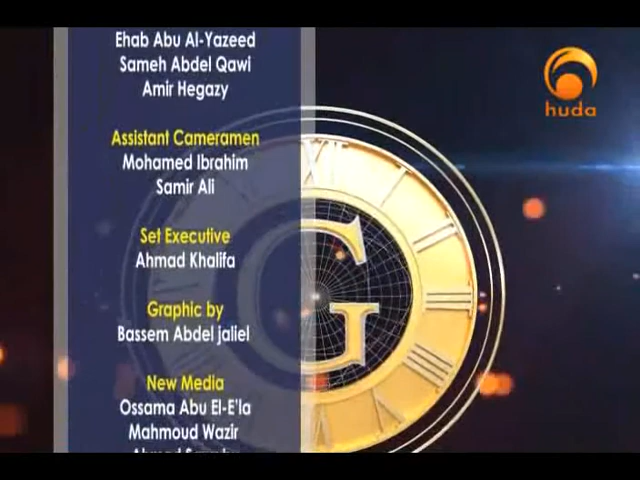 Ehab Abu Al-Yazeed
Sameh Abdel Qawi
Amir Hegazy
Assistant Cameramen
Mohamed Ibrahim
Samir Ali
Set Executive
Ahmad Khalifa
Graphic by
Bassem Abdel jaliel
New Media
Ossama Abu El-E'la
Mahmoud Wazir
Ahmad
huda
G